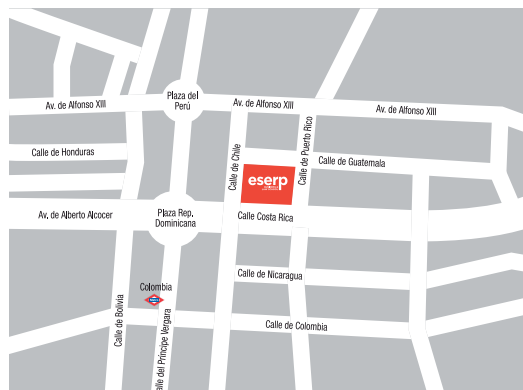 Plaza del
Perú
Av. de Alfonso XIII
Av. de Alfonso XIII
Av. de Alfonso XIII
Calle de Honduras
Calle de Chile
Calle de Puerto Rico
Calle de Guatemala
eserp
Av. de Alberto Alcocer
Plaza Rep.
Dominicana
Calle Costa Rica
Colombia
Calle de Nicaragua
Calle de Bolivia
Calle del Príncipe Vergara
Calle de Colombia